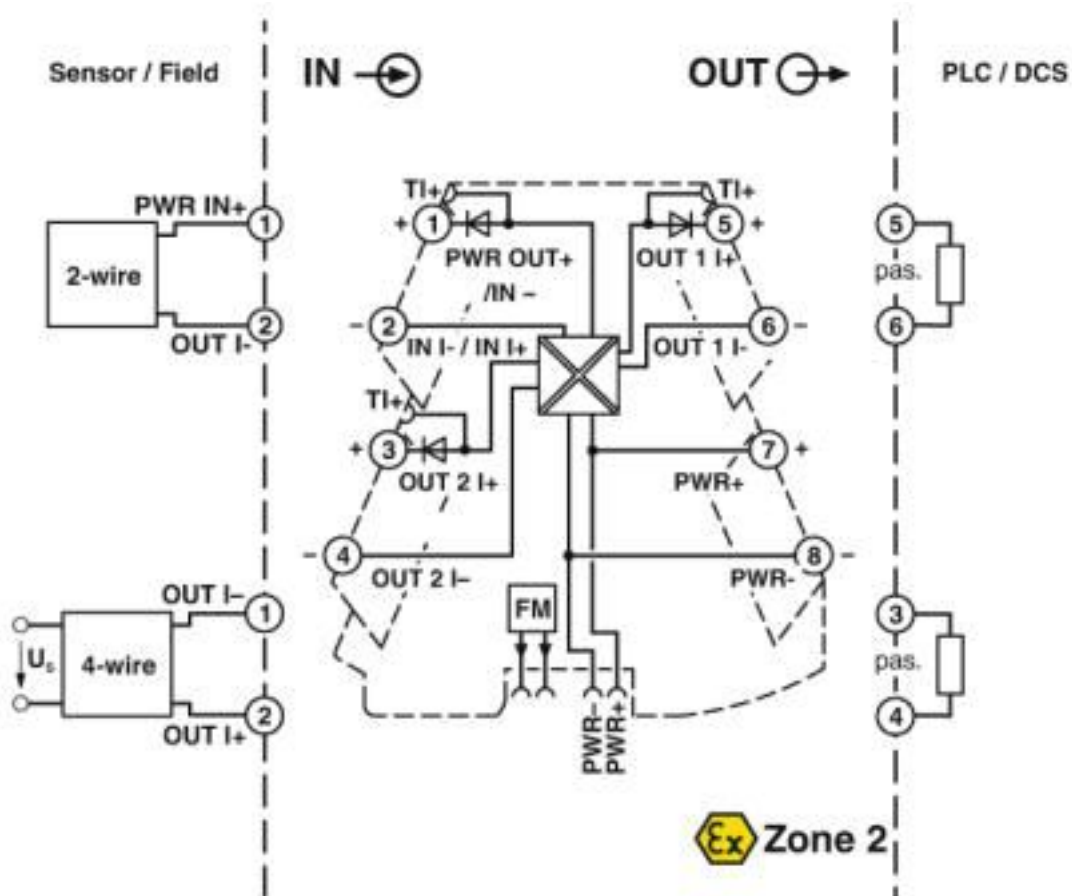 Sensor / Field
IN
OUT
PLC / DCS
PWR IN+
1
2-wire
2
OUT I-
TI+
+
1
PWR OUT+
/IN –
–
2
IN I- / IN I+
TI+
5
+
OUT 1 I+
6
–
OUT 1 I-
5
pas.
6
TI+
+
3
OUT 2 I+
–
4
OUT 2 I–
7
+
PWR+
8
–
PWR-
FM
PWR–
PWR+
OUT I–
1
Us
4-wire
2
OUT I+
3
pas.
4
Ex
Zone 2